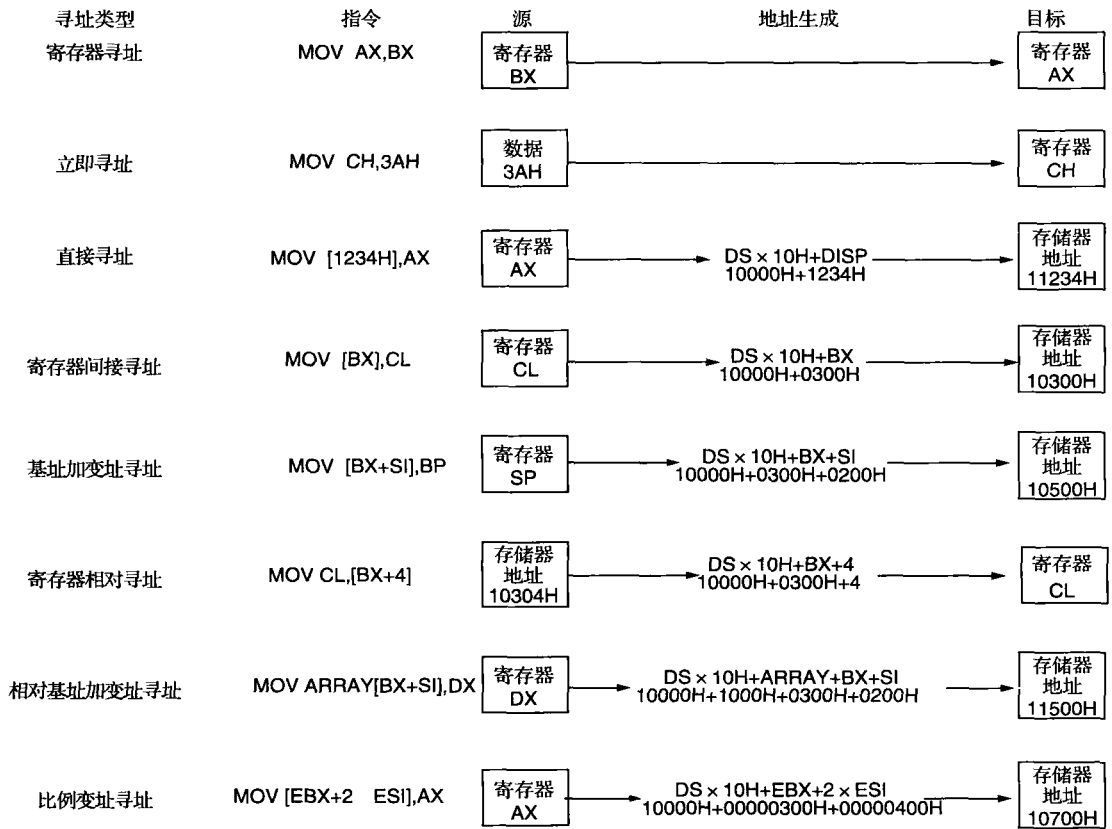 寻址类型 指令 源 地址生成 目标
寄存器寻址 MOV AX,BX 寄存器 寄存器
BX AX
立即寻址 MOV CH,3AH 数据 寄存器
3AH CH
直接寻址 MOV [1234H],AX 寄存器 DS×10H+DISP 存储器
AX 10000H+1234H 地址
11234H
寄存器间接寻址 MOV [BX],CL 寄存器 DS×10H+BX 存储器
CL 10000H+0300H 地址
10300H
基址加变址寻址 MOV [BX+SI],BP 寄存器 DS×10H+BX+SI 存储器
SP 10000H+0300H+0200H 地址
10500H
寄存器相对寻址 MOV CL,[BX+4] 存储器 DS×10H+BX+4 寄存器
地址 10000H+0300H+4 CL
10304H
相对基址加变址寻址 MOV ARRAY[BX+SI],DX 寄存器 DS×10H+ARRAY+BX+SI 存储器
DX 10000H+1000H+0300H+0200H 地址
11500H
比例变址寻址 MOV [EBX+2 ESI],AX 寄存器 DS×10H+EBX+2×ESI 存储器
AX 10000H+00000300H+00000400H 地址
10700H